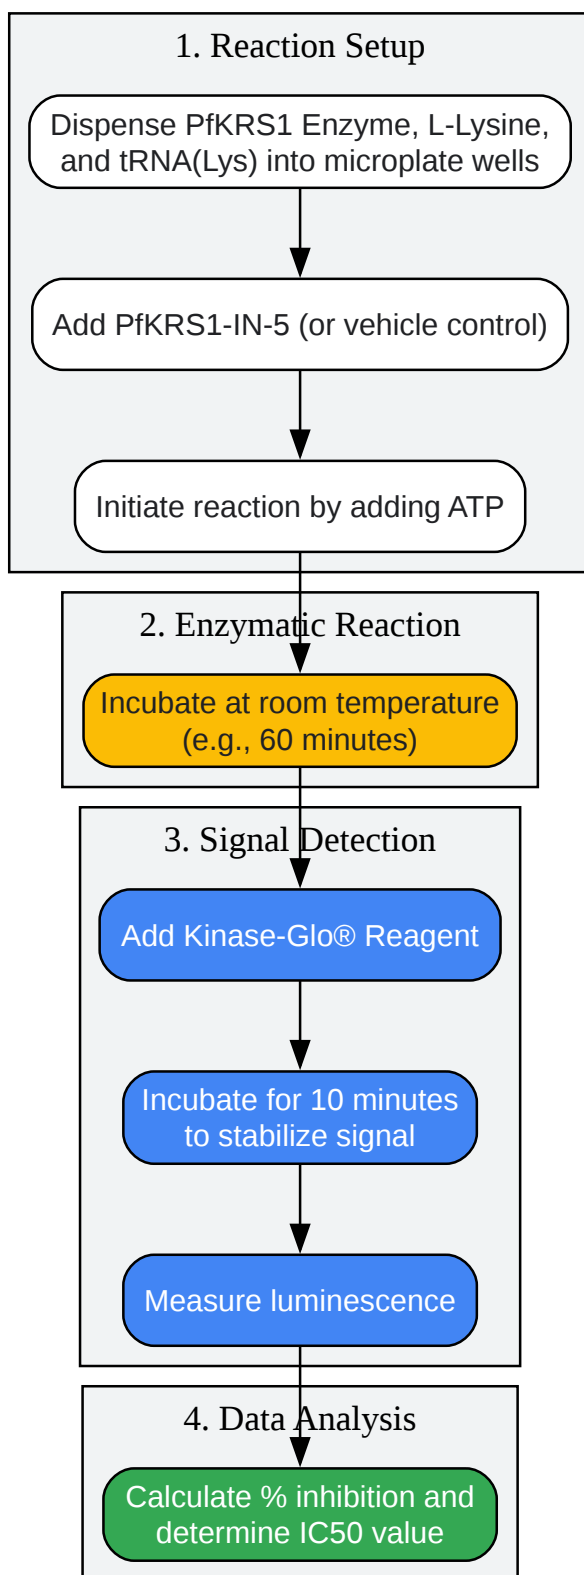 1. Reaction Setup
Dispense PfKRS1 Enzyme, L-Lysine,
and tRNA(Lys) into microplate wells
Add PfKRS1-IN-5 (or vehicle control)
Initiate reaction by adding ATP
2. Enzymatic Reaction
Incubate at room temperature
(e.g., 60 minutes)
3. Signal Detection
Add Kinase-Glo® Reagent
Incubate for 10 minutes
to stabilize signal
Measure luminescence
4. Data Analysis
Calculate % inhibition and
determine IC50 value